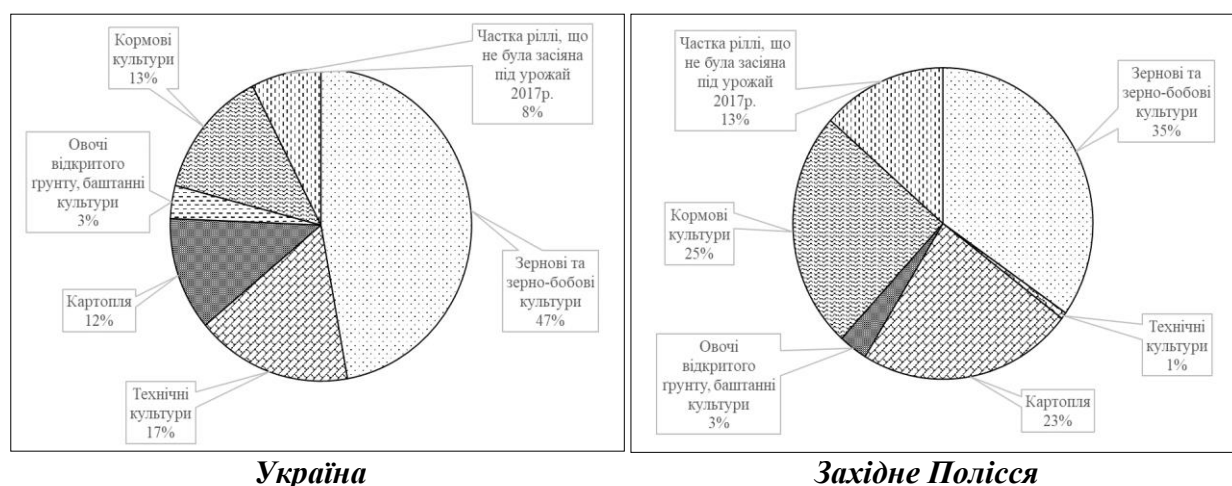 Кормові
культури
13%
Частка ріллі, що
не була засіяна
під урожай
2017р.
8%
Овочі
відкритого
ґрунту, баштанні
культури
3%
Картопля
12%
Технічні
культури
17%
Зернові та
зерно-бобові
культури
47%
Україна
Частка ріллі, що
не була засіяна
під урожай
2017р.
13%
Зернові та
зерно-бобові
культури
35%
Кормові
культури
25%
Овочі
відкритого
ґрунту, баштанні
культури
3%
Технічні
культури
1%
Картопля
23%
Західне Полісся